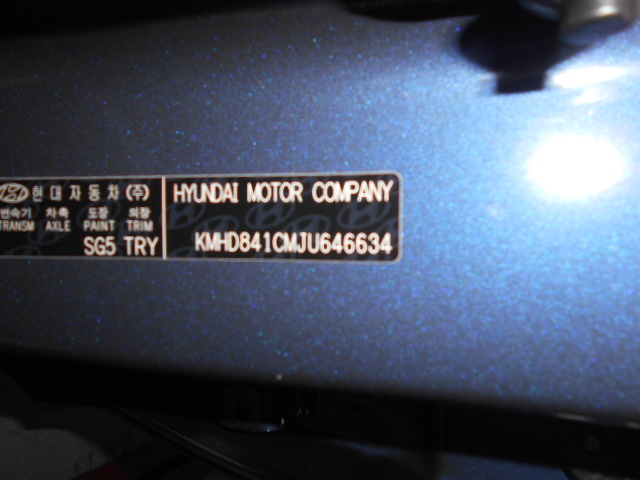 현대자동차(주)
변속기 차축 도장 외장
TRANSM AXLE PAINT TRIM
SG5 TRY
HYUNDAI MOTOR COMPANY
KMHD841CMJU646634